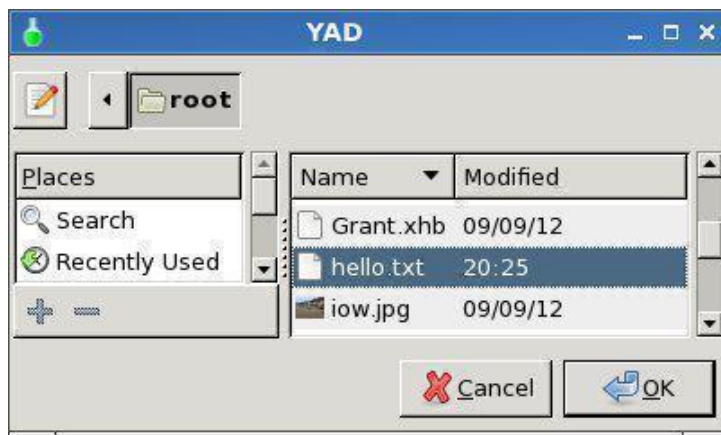 YAD
root
Places
Search
Recently Used
Name Modified
Grant.xhb 09/09/12
hello.txt 20:25
iow.jpg 09/09/12
Cancel OK